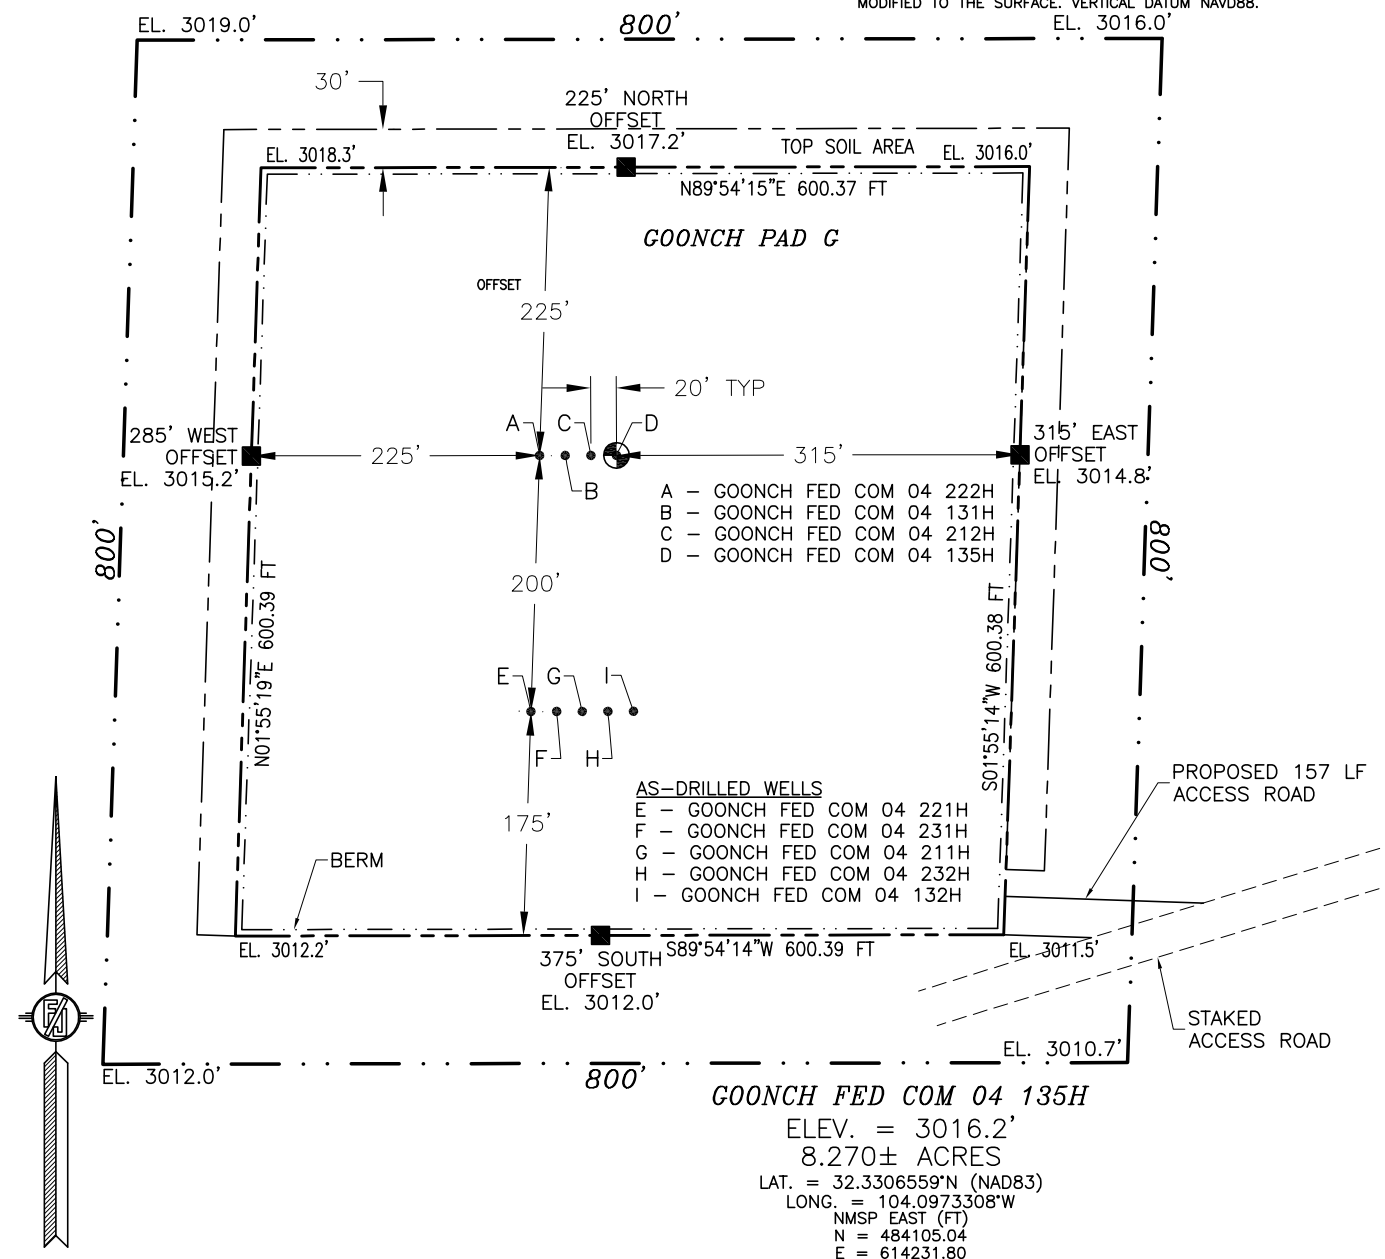 MODIFIED TO THE SURFACE. VERTICAL DATUM NAVD88.
EL. 3019.0'
800'
EL. 3016.0'
30'
225' NORTH
OFFSET
EL. 3017.2'
TOP SOIL AREA
EL. 3018.3'
EL. 3016.0'
N89°54'15"E 600.37 FT
GOONCH PAD G
OFFSET
225'
20' TYP
A
C
D
B
285' WEST
OFFSET
EL. 3015.2'
225'
315'
315' EAST
OFFSET
EL. 3014.8'
A – GOONCH FED COM 04 222H
B – GOONCH FED COM 04 131H
C – GOONCH FED COM 04 212H
D – GOONCH FED COM 04 135H
800'
800'
200'
N01°55'19"E 600.39 FT
S01°55'14"W 600.38 FT
E
G
I
F
H
175'
AS–DRILLED WELLS
E – GOONCH FED COM 04 221H
F – GOONCH FED COM 04 231H
G – GOONCH FED COM 04 211H
H – GOONCH FED COM 04 232H
I – GOONCH FED COM 04 132H
PROPOSED 157 LF
ACCESS ROAD
BERM
EL. 3012.2'
375' SOUTH
OFFSET
EL. 3012.0'
S89°54'14"W 600.39 FT
EL. 3011.5'
STAKED
ACCESS ROAD
EL. 3012.0'
800'
EL. 3010.7'
GOONCH FED COM 04 135H
ELEV. = 3016.2'
8.270± ACRES
LAT. = 32.3306559°N (NAD83)
LONG. = 104.0973308°W
NMSP EAST (FT)
N = 484105.04
E = 614231.80